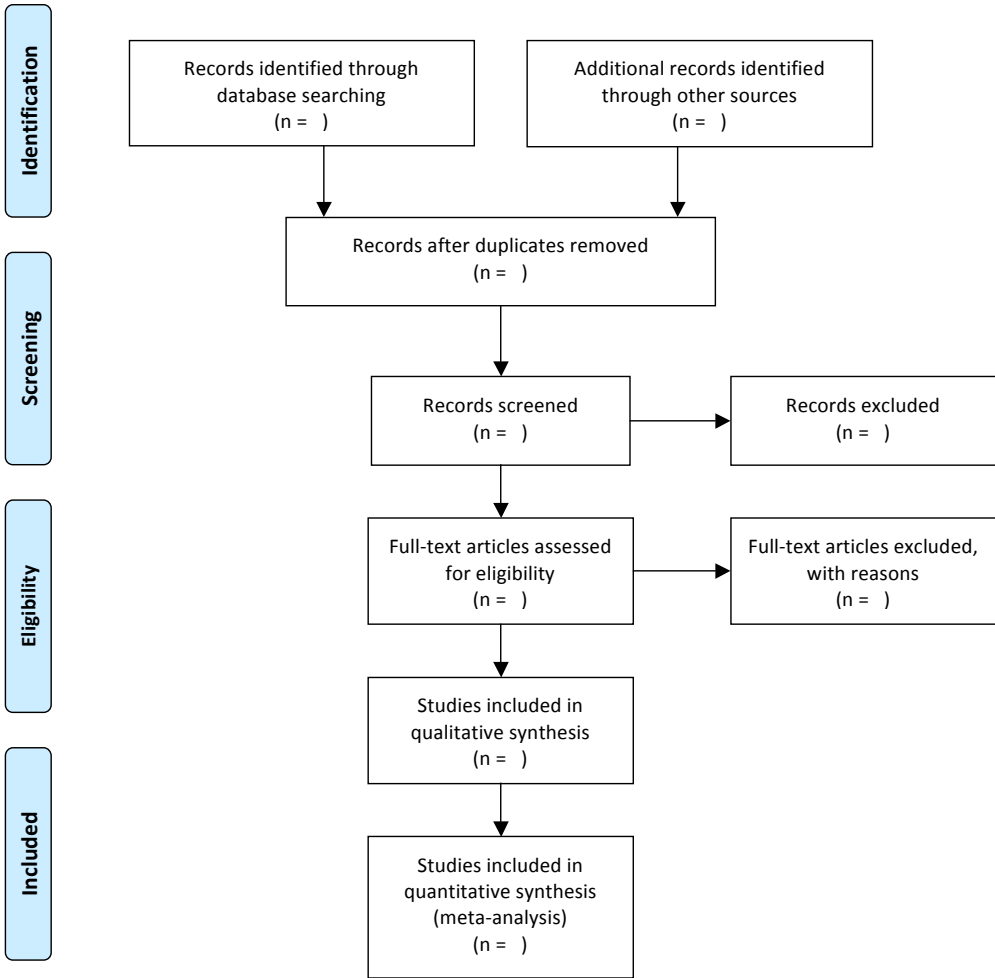 Identification
Records identified through
database searching
(n =   )
Additional records identified
through other sources
(n =   )
Records after duplicates removed
(n =   )
Screening
Records screened
(n =   )
Records excluded
(n =   )
Eligibility
Full-text articles assessed
for eligibility
(n =   )
Full-text articles excluded,
with reasons
(n =   )
Studies included in
qualitative synthesis
(n =   )
Included
Studies included in
quantitative synthesis
(meta-analysis)
(n =   )